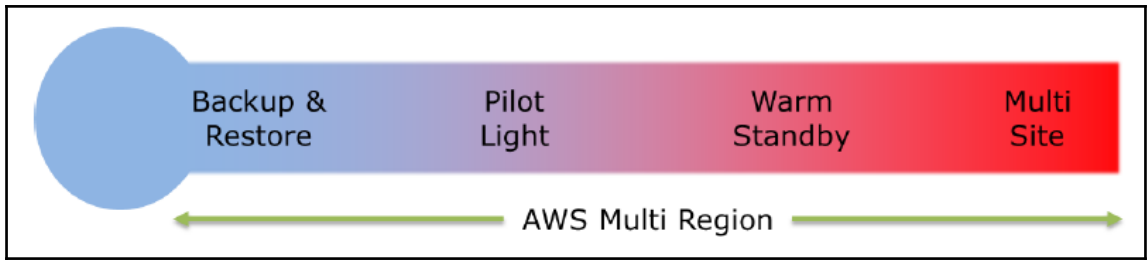 Backup &
Restore
Pilot
Light
Warm
Standby
Multi
Site
AWS Multi Region